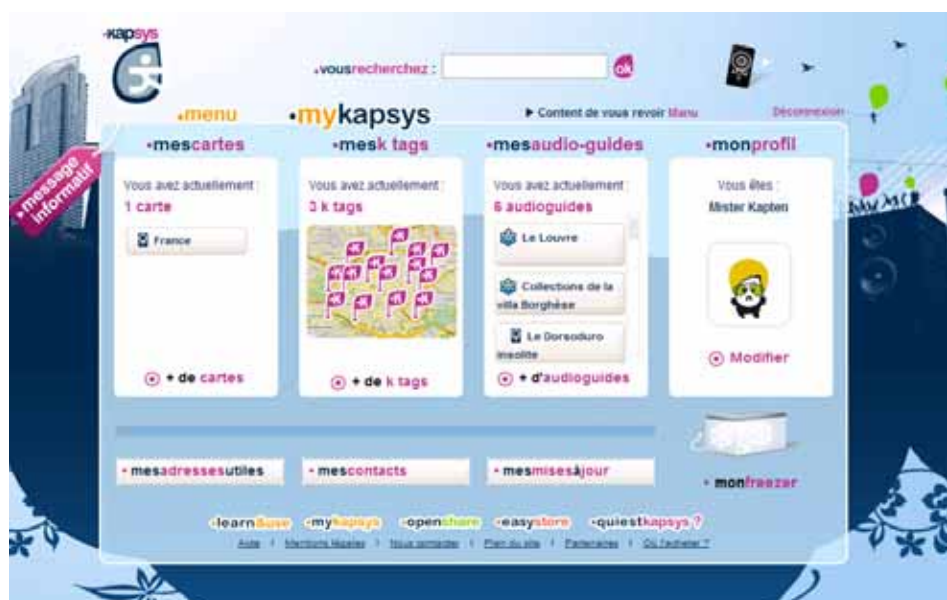 kapsys
vousrecherchez :
ok
menu
mykapsys
Content de vous revoir Manu
Déconnexion
message
informatif
mescartes
mesk tags
mesaudio-guides
monprofil
Vous avez actuellement :
1 carte
France
+ de cartes
Vous avez actuellement :
3 k tags
+ de k tags
Vous avez actuellement :
6 audioguides
Le Louvre
Collections de la
villa Borghèse
Le Dorsoduro
insolite
+ d'audioguides
Vous êtes :
Mister Kapten
Modifier
mesadressesutiles
mescontacts
mesmisesàjour
monfreezer
learn&use mykapsys openshare easystore quiestkapsys ?
Aide | Mentions légales | Nous contacter | Plan du site | Partenaires | Où l'acheter ?